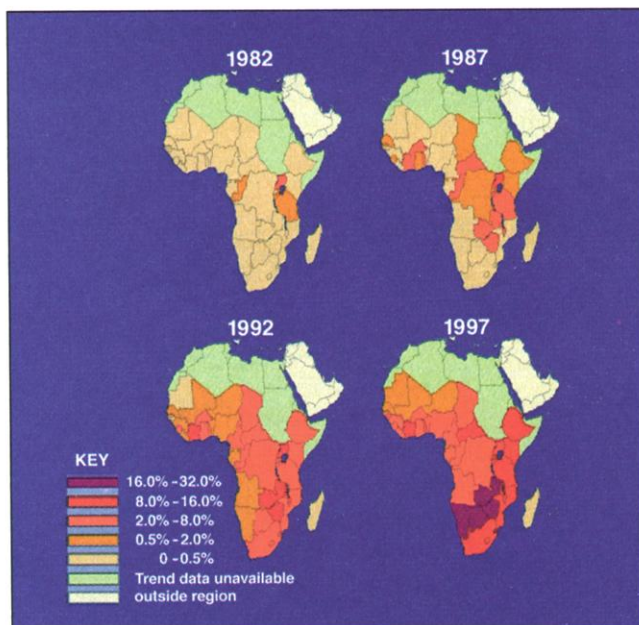 1982
1987
1992
1997
KEY
16.0% - 32.0%
8.0% - 16.0%
2.0% - 8.0%
0.5% - 2.0%
0 - 0.5%
Trend data unavailable
outside region